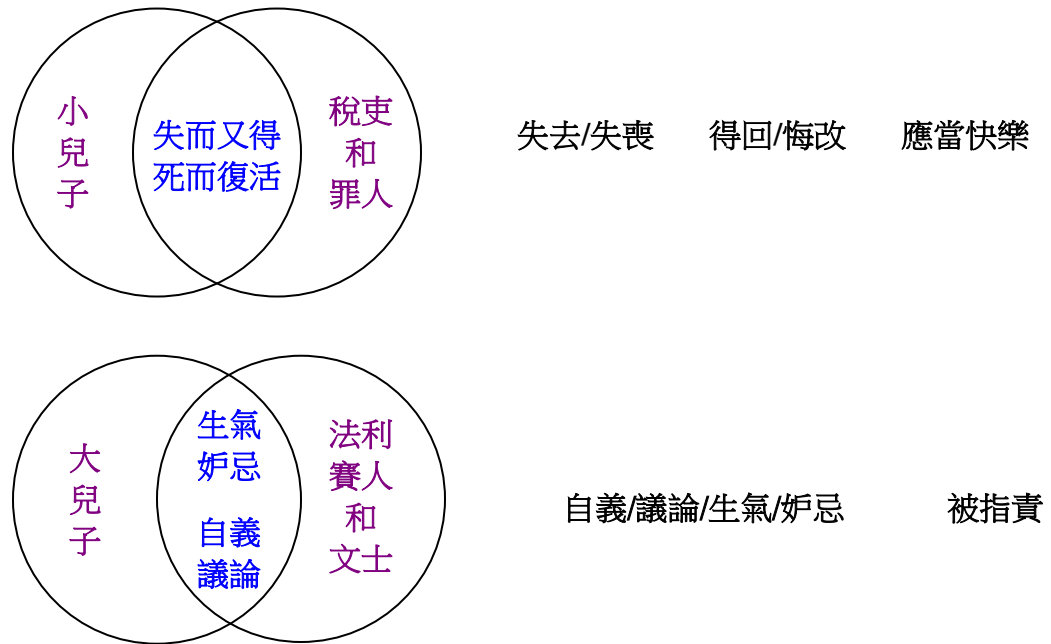 小
兒
子
失而又得
死而復活
稅吏
和
罪人
失去/失喪 得回/悔改 應當快樂
大
兒
子
生氣
妒忌
自義
議論
法利
賽人
和
文士
自義/議論/生氣/妒忌 被指責